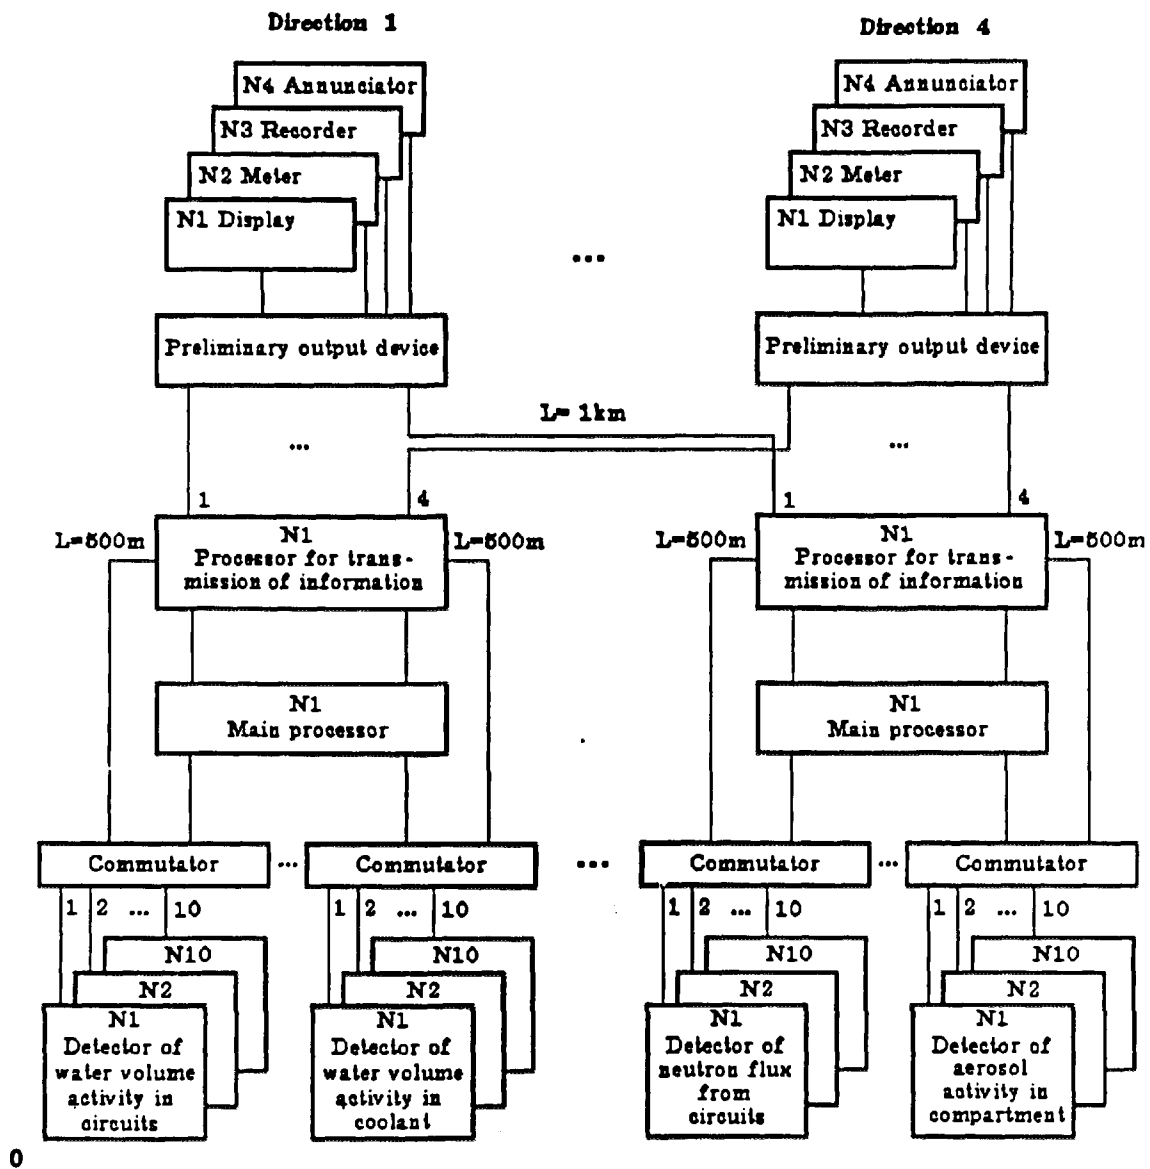 Direction 1
Direction 4
N4 Annunciator
N3 Recorder
N2 Meter
N1 Display
N4 Annunciator
N3 Recorder
N2 Meter
N1 Display
...
Preliminary output device
Preliminary output device
L= 1km
...
...
1
4
1
4
L=500m
N1
Processor for trans-
mission of information
L=500m
L=500m
N1
Processor for trans-
mission of information
L=500m
N1
Main processor
N1
Main processor
Commutator
...
Commutator
...
Commutator
...
Commutator
1 2 ... 10
1 2 ... 10
1 2 ... 10
1 2 ... 10
N10
N2
N1
Detector of
water volume
activity in
circuits
N10
N2
N1
Detector of
water volume
activity in
coolant
N10
N2
N1
Detector of
neutron flux
from
circuits
N10
N2
N1
Detector of
aerosol
activity in
compartment
0